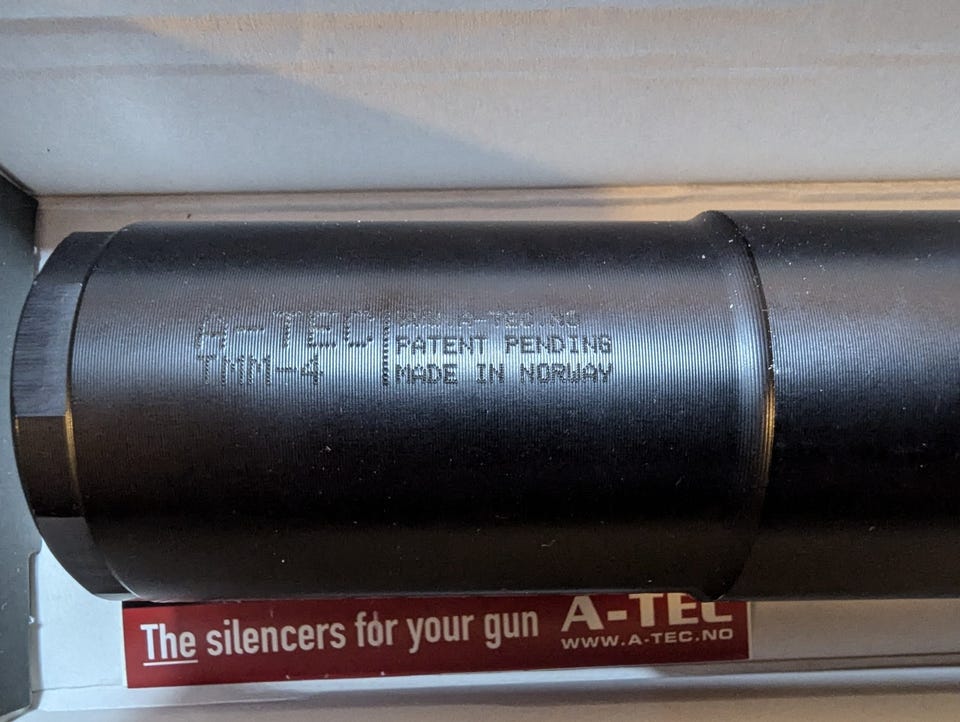 A-TEC
TMM-4
WWW.A-TEC.NO
PATENT PENDING
MADE IN NORWAY
The silencers for your gun
A-TEC
WWW.A-TEC.NO